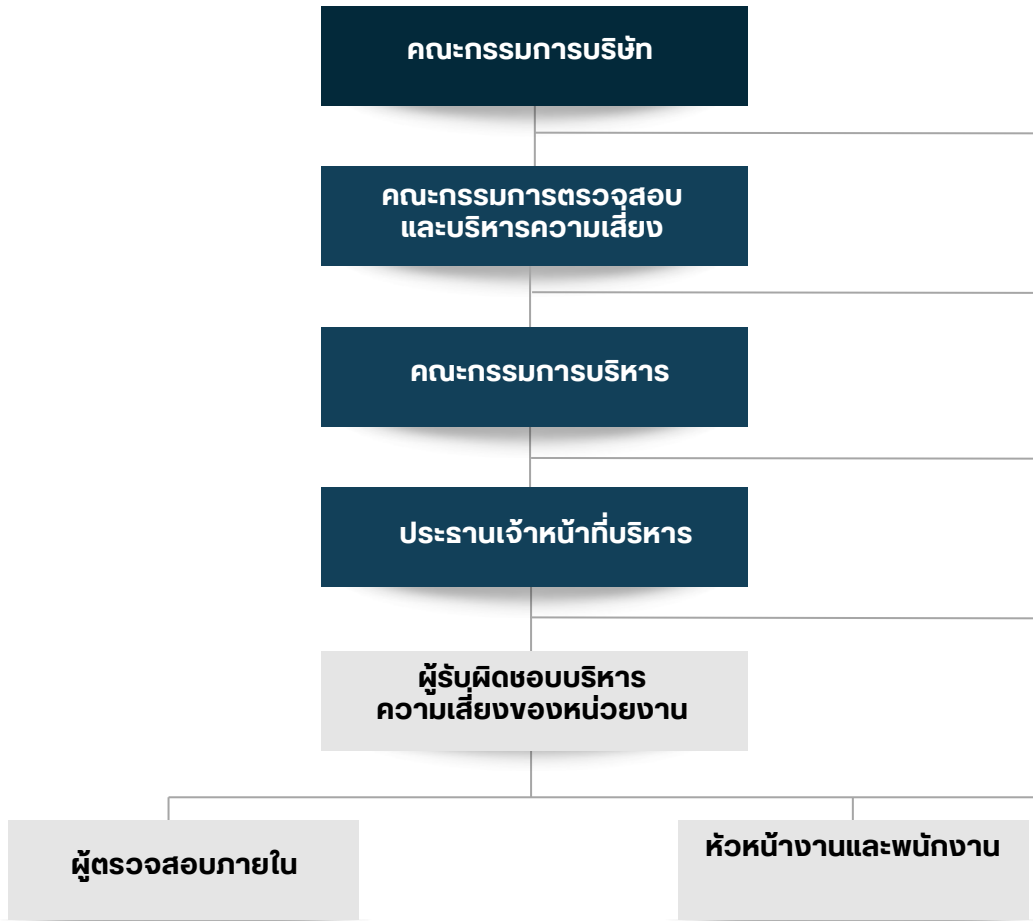 คณะกรรมการบริษัท
คณะกรรมการตรวจสอบ
และบริหารความเสี่ยง
คณะกรรมการบริหาร
ประธานเจ้าหน้าที่บริหาร
ผู้รับผิดชอบบริหาร
ความเสี่ยงของหน่วยงาน
ผู้ตรวจสอบภายใน
หัวหน้างานและพนักงาน